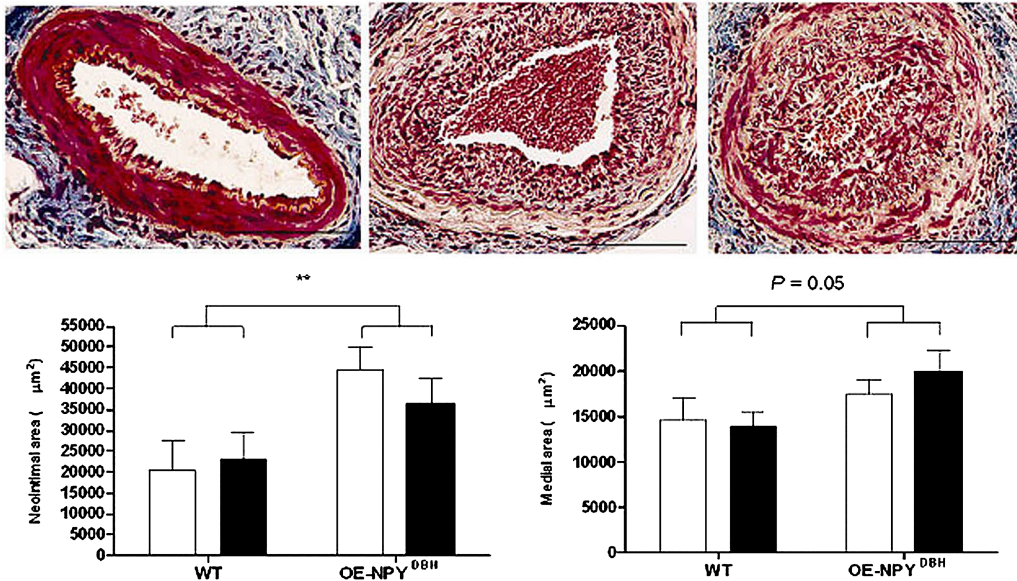 **
P = 0.05
Neointimal area ( μm²)
55000
50000
45000
40000
35000
30000
25000
20000
15000
10000
5000
0
WT
OE-NPY^DBH
Medial area ( μm²)
25000
20000
15000
10000
5000
0
WT
OE-NPY^DBH